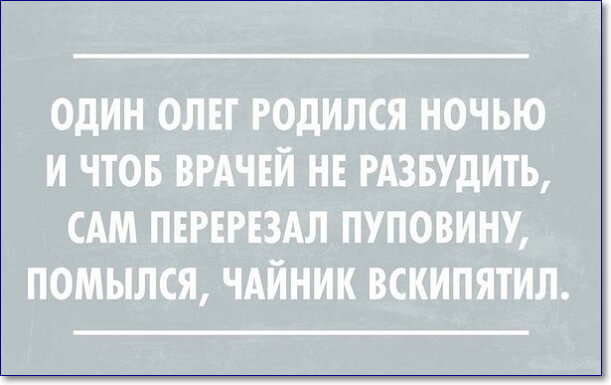 ОДИН ОЛЕГ РОДИЛСЯ НОЧЬЮ
И ЧТОБ ВРАЧЕЙ НЕ РАЗБУДИТЬ,
САМ ПЕРЕРЕЗАЛ ПУПОВИНУ,
ПОМЫЛСЯ, ЧАЙНИК ВСКИПЯТИЛ.